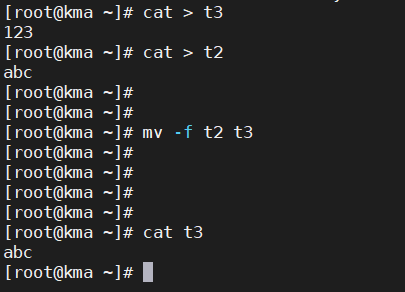 [root@kma ~]# cat > t3
123
[root@kma ~]# cat > t2
abc
[root@kma ~]#
[root@kma ~]#
[root@kma ~]# mv -f t2 t3
[root@kma ~]#
[root@kma ~]#
[root@kma ~]#
[root@kma ~]#
[root@kma ~]# cat t3
abc
[root@kma ~]#